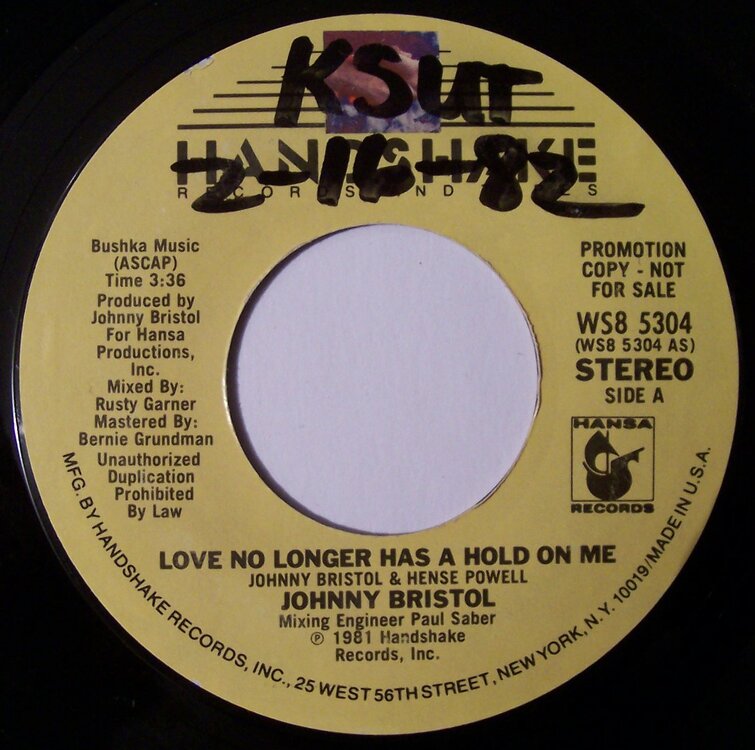 KSUT
HANDSHAKE
2-16-82
RECORDS AND
Bushka Music
(ASCAP)
Time 3:36
Produced by
Johnny Bristol
For Hansa
Productions,
Inc.
Mixed By:
Rusty Garner
Mastered By:
Bernie Grundman
Unauthorized
Duplication
Prohibited
By Law
PROMOTION
COPY - NOT
FOR SALE
WS8 5304
(WS8 5304 AS)
STEREO
SIDE A
HANSA
RECORDS
LOVE NO LONGER HAS A HOLD ON ME
JOHNNY BRISTOL & HENSE POWELL
JOHNNY BRISTOL
Mixing Engineer Paul Saber
℗ 1981 Handshake
Records, Inc.
MFG. BY HANDSHAKE RECORDS, INC., 25 WEST 56TH STREET, NEW YORK, N.Y. 10019/MADE IN U.S.A.